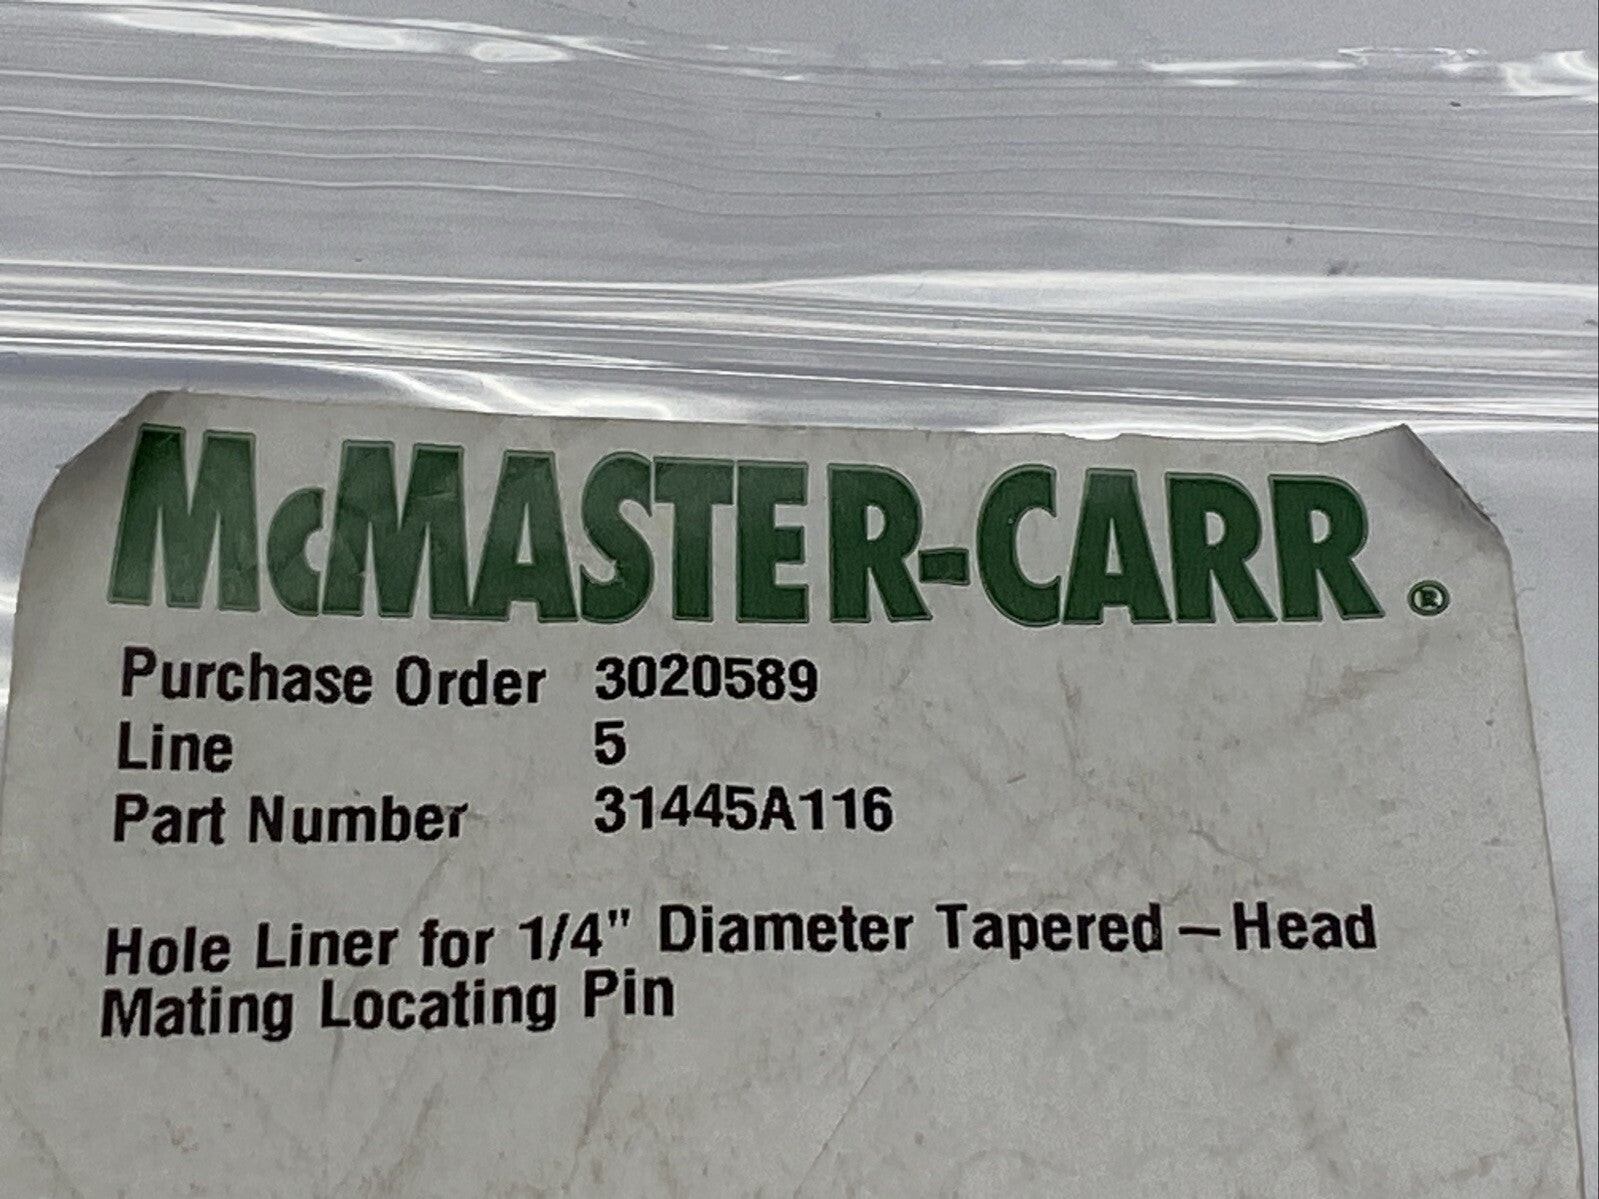 McMASTER-CARR®
Purchase Order 3020589
Line 5
Part Number 31445A116
Hole Liner for 1/4" Diameter Tapered-Head
Mating Locating Pin